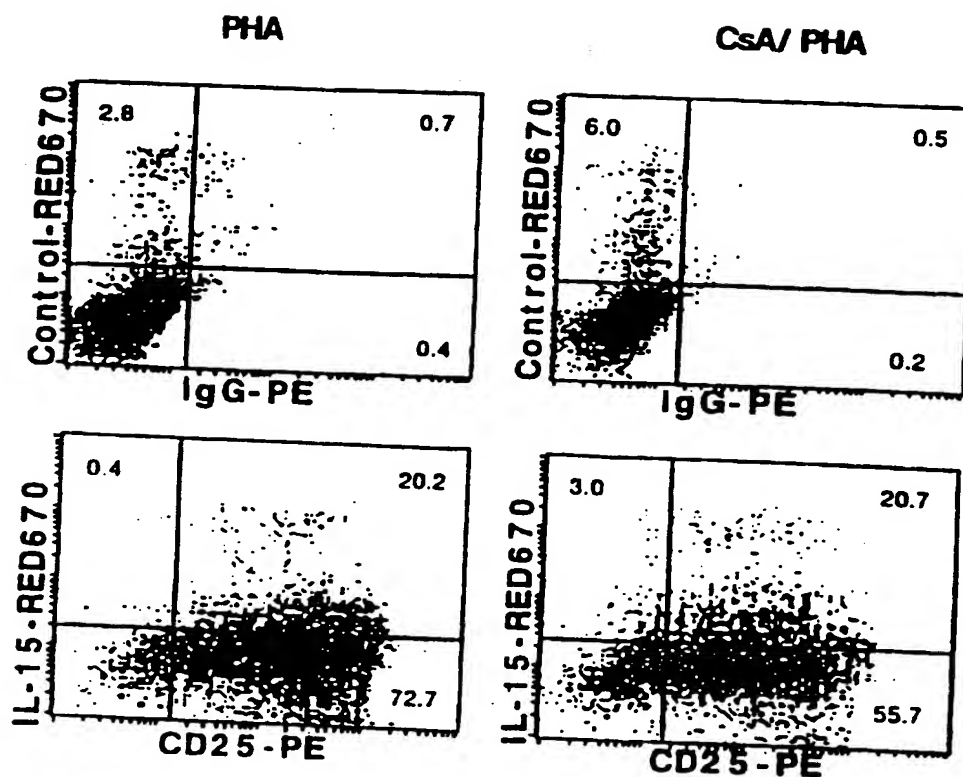 PHA
CsA/ PHA
Control-RED670
2.8
0.7
0.4
IgG-PE
Control-RED670
6.0
0.5
0.2
IgG-PE
IL-15-RED670
0.4
20.2
72.7
CD25-PE
IL-15-RED670
3.0
20.7
55.7
CD25-PE